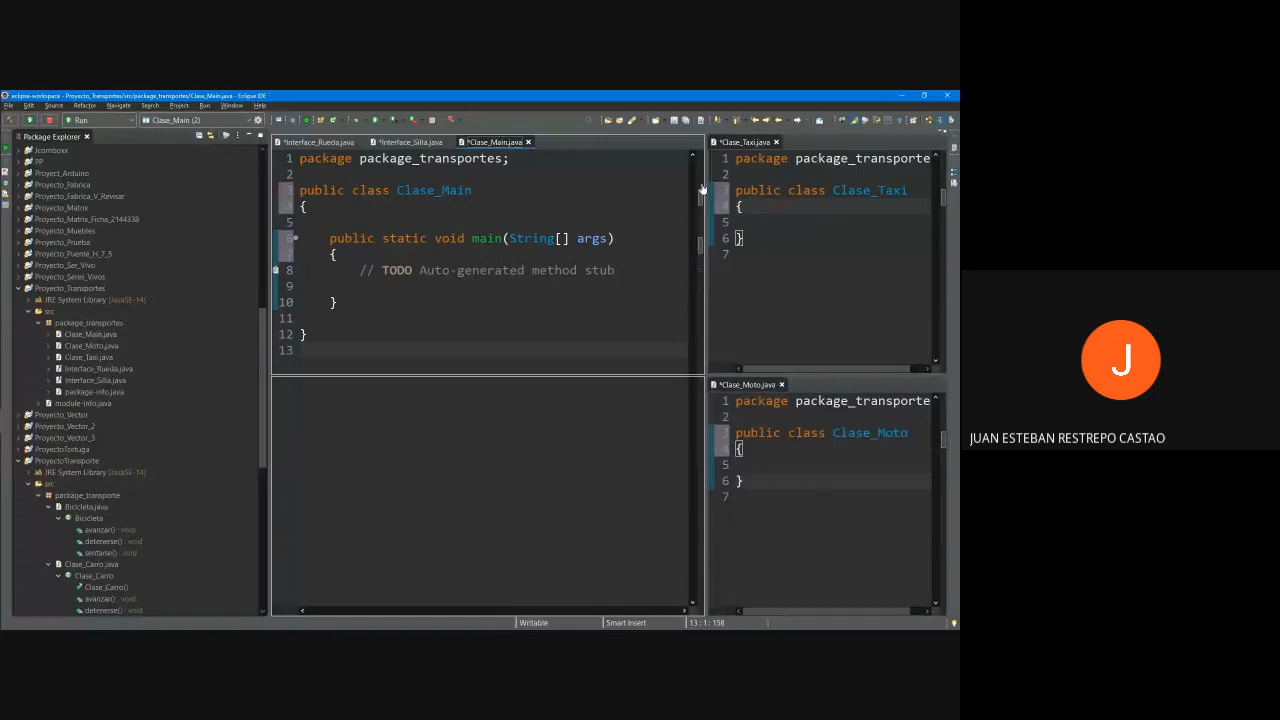 eclipse-workspace - Proyecto_Transportes/src/package_transportes/Clase_Main.java - Eclipse IDE
File Edit Source Refactor Navigate Search Project Run Window Help
Run
Clase_Main (2)
Package Explorer
Jcomboxx
PP
Proyect_Arduino
Proyecto_Fabrica
Proyecto_Fabrica_V_Revisar
Proyecto_Matrix
Proyecto_Matrix_Ficha_2144338
Proyecto_Muebles
Proyecto_Prueba
Proyecto_Puente_H_7_5
Proyecto_Ser_Vivo
Proyecto_Seres_Vivos
Proyecto_Transportes
JRE System Library [JavaSE-14]
src
package_transportes
Clase_Main.java
Clase_Moto.java
Clase_Taxi.java
Interface_Rueda.java
Interface_Silla.java
package-info.java
module-info.java
Proyecto_Vector
Proyecto_Vector_2
Proyecto_Vector_3
ProyectoTortuga
ProyectoTransporte
JRE System Library [JavaSE-14]
src
package_transporte
Bicicleta.java
Bicicleta
avanzar() : void
detenerse() : void
sentarse() : void
Clase_Carro.java
Clase_Carro
Clase_Carro()
avanzar() : void
detenerse() : void
*Interface_Rueda.java *Interface_Silla.java *Clase_Main.java
1 package package_transportes;
2
3 public class Clase_Main
4 {
5
6 public static void main(String[] args)
7 {
8 // TODO Auto-generated method stub
9
10 }
11
12 }
13
*Clase_Taxi.java
1 package package_transporte
2
3 public class Clase_Taxi
4 {
5
6 }
7
*Clase_Moto.java
1 package package_transporte
2
3 public class Clase_Moto
4 {
5
6 }
7
Writable Smart Insert 13 : 1 : 158
J
JUAN ESTEBAN RESTREPO CASTAO